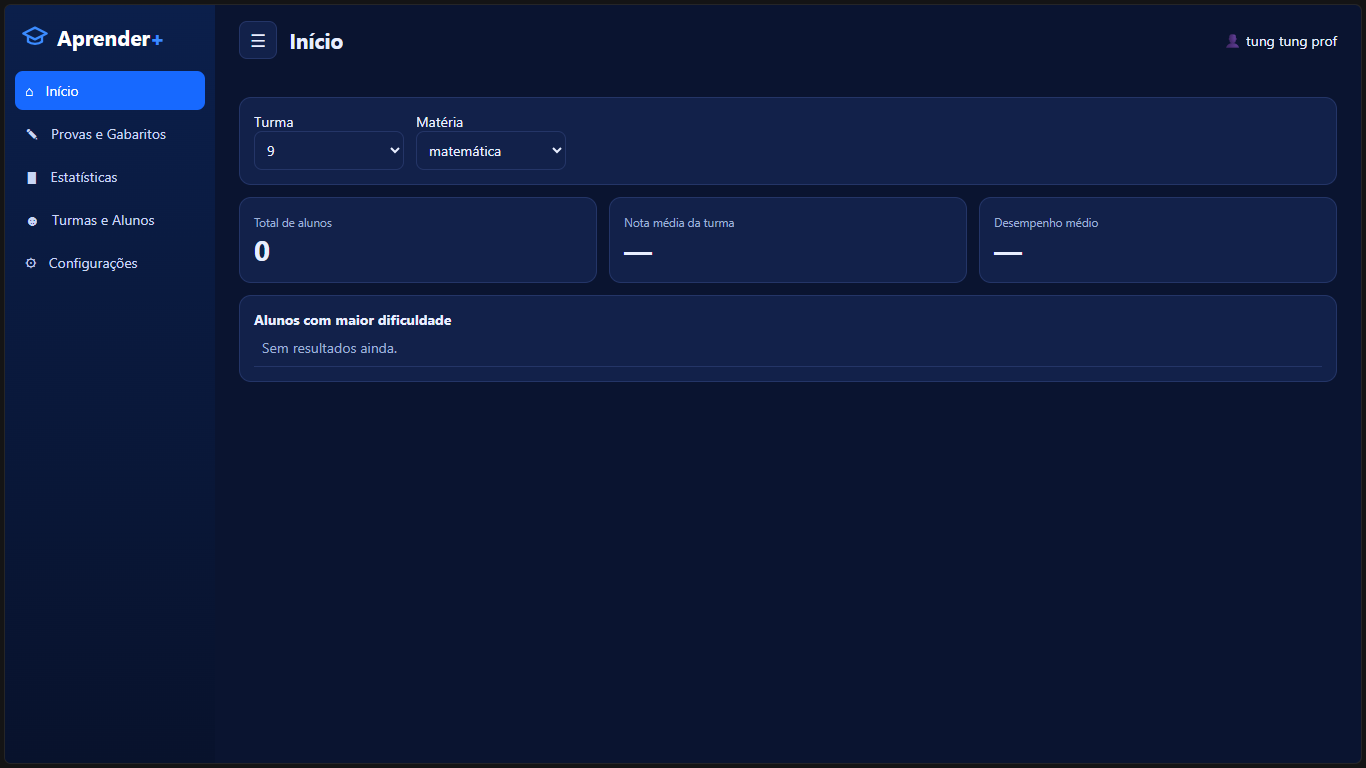 Aprender+
Início
Provas e Gabaritos
Estatísticas
Turmas e Alunos
Configurações
☰ Início
tung tung prof
Turma
9
Matéria
matemática
Total de alunos
0
Nota média da turma
—
Desempenho médio
—
Alunos com maior dificuldade
Sem resultados ainda.